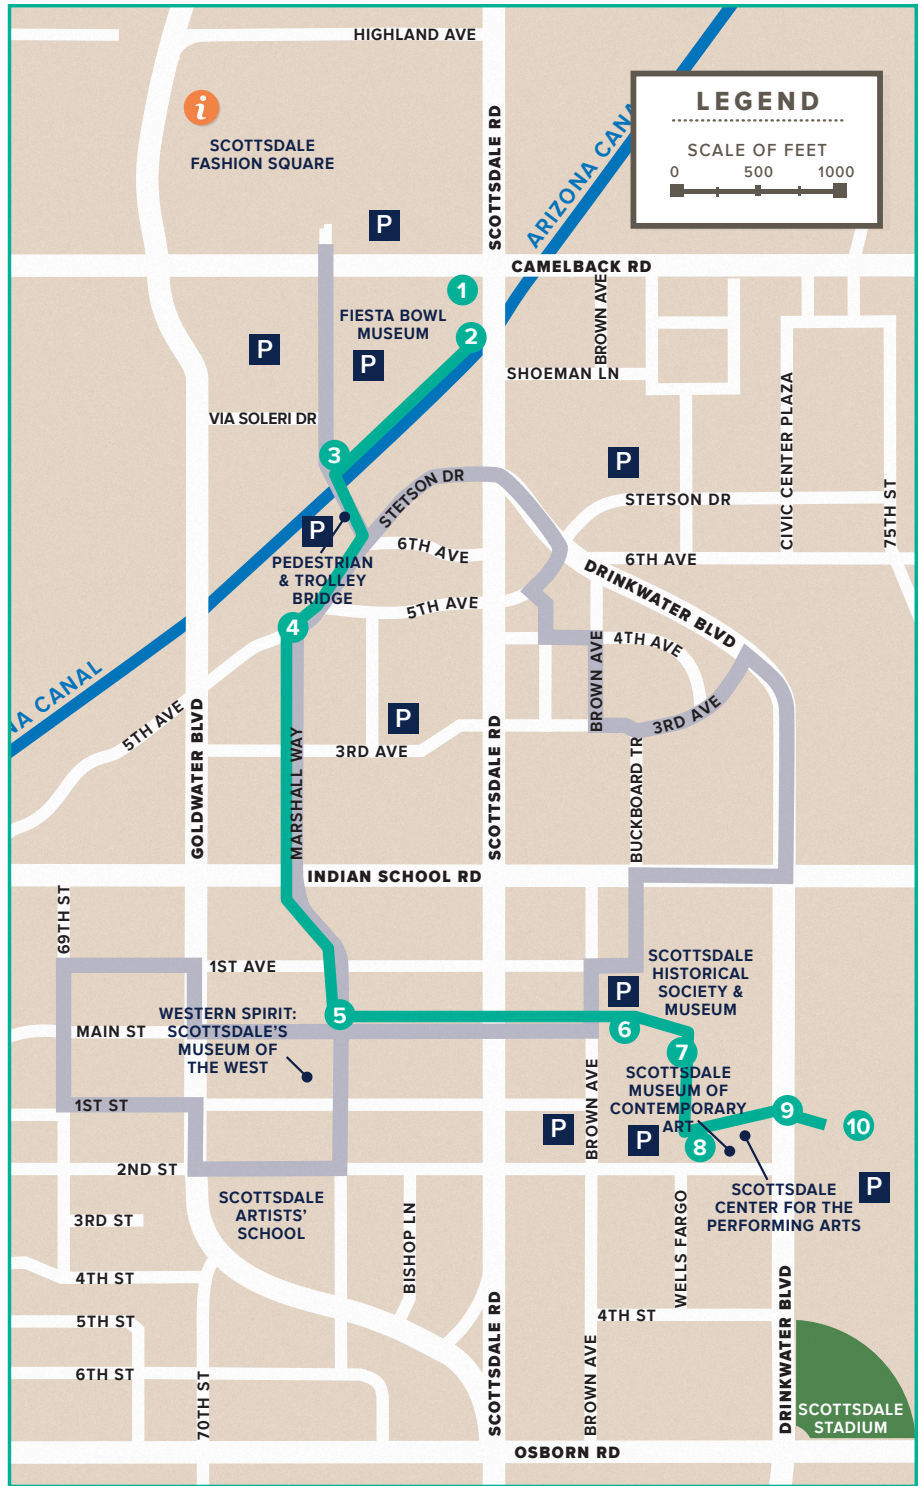 HIGHLAND AVE
i
SCOTTSDALE
FASHION SQUARE
SCOTTSDALE RD
ARIZONA CANA
LEGEND
SCALE OF FEET
0 500 1000
P
CAMELBACK RD
1
FIESTA BOWL
MUSEUM
2
P
P
BROWN AVE
SHOEMAN LN
VIA SOLERI DR
CIVIC CENTER PLAZA
75TH ST
3
P
STETSON DR
STETSON DR
P
6TH AVE
6TH AVE
PEDESTRIAN
& TROLLEY
BRIDGE
DRINKWATER BLVD
5TH AVE
4
4TH AVE
BROWN AVE
NA CANAL
5TH AVE
GOLDWATER BLVD
MARSHALL WAY
P
3RD AVE
SCOTTSDALE RD
3RD AVE
BUCKBOARD TR
INDIAN SCHOOL RD
69TH ST
1ST AVE
SCOTTSDALE
HISTORICAL
SOCIETY &
MUSEUM
P
WESTERN SPIRIT:
SCOTTSDALE'S
MUSEUM OF
THE WEST
MAIN ST
5
6
7
BROWN AVE
SCOTTSDALE
MUSEUM OF
CONTEMPORARY
ART
1ST ST
P
P
8
9
10
2ND ST
SCOTTSDALE
ARTISTS'
SCHOOL
P
SCOTTSDALE
CENTER FOR THE
PERFORMING ARTS
3RD ST
BISHOP LN
WELLS FARGO
4TH ST
4TH ST
5TH ST
6TH ST
70TH ST
SCOTTSDALE RD
BROWN AVE
DRINKWATER BLVD
SCOTTSDALE
STADIUM
OSBORN RD